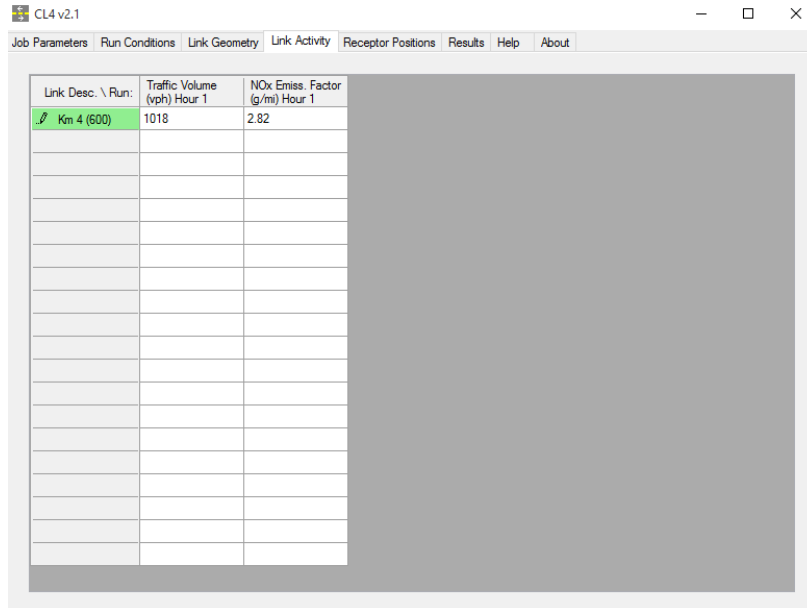 CL4 v2.1
Job Parameters Run Conditions Link Geometry Link Activity Receptor Positions Results Help About
Link Desc. \ Run: Traffic Volume (vph) Hour 1 NOx Emiss. Factor (g/mi) Hour 1
Km 4 (600) 1018 2.82